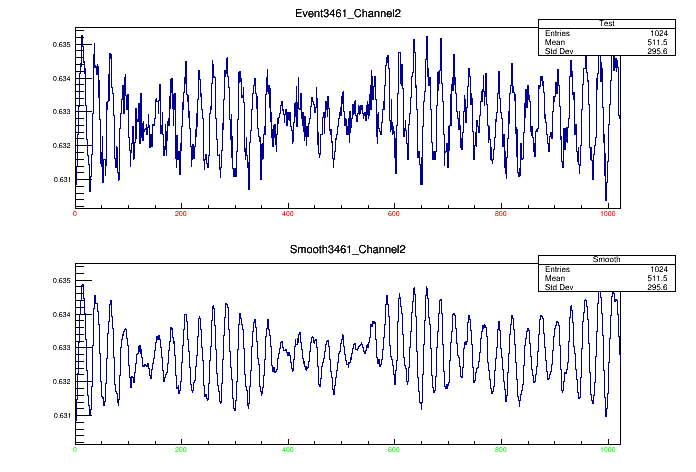 Event3461_Channel2
Test
Entries 1024
Mean 511.5
Std Dev 295.6
0.635
0.634
0.633
0.632
0.631
0 200 400 600 800 1000
Smooth3461_Channel2
Smooth
Entries 1024
Mean 511.5
Std Dev 295.6
0.635
0.634
0.633
0.632
0.631
0 200 400 600 800 1000